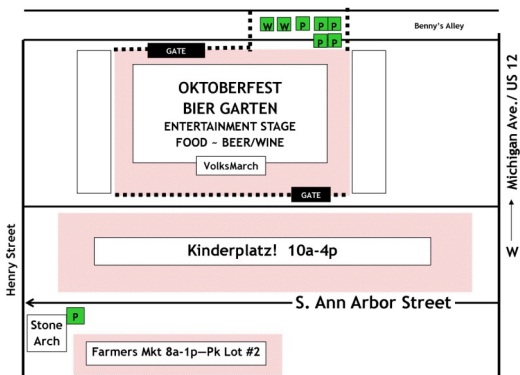 W W P P P
P P
Benny's Alley
GATE
OKTOBERFEST
BIER GARTEN
ENTERTAINMENT STAGE
FOOD ~ BEER/WINE
VolksMarch
GATE
Michigan Ave./ US 12
W
Henry Street
Kinderplatz! 10a-4p
S. Ann Arbor Street
P
Stone
Arch
Farmers Mkt 8a-1p—Pk Lot #2